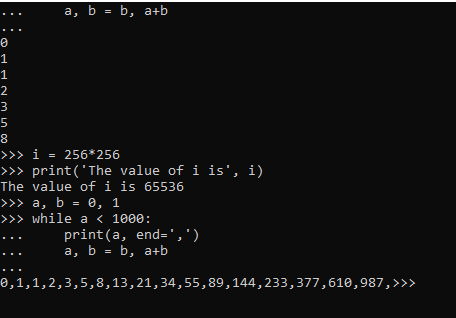 ...     a, b = b, a+b
...
0
1
1
2
3
5
8
>>> i = 256*256
>>> print('The value of i is', i)
The value of i is 65536
>>> a, b = 0, 1
>>> while a < 1000:
...     print(a, end=',')
...     a, b = b, a+b
...
0,1,1,2,3,5,8,13,21,34,55,89,144,233,377,610,987,>>>